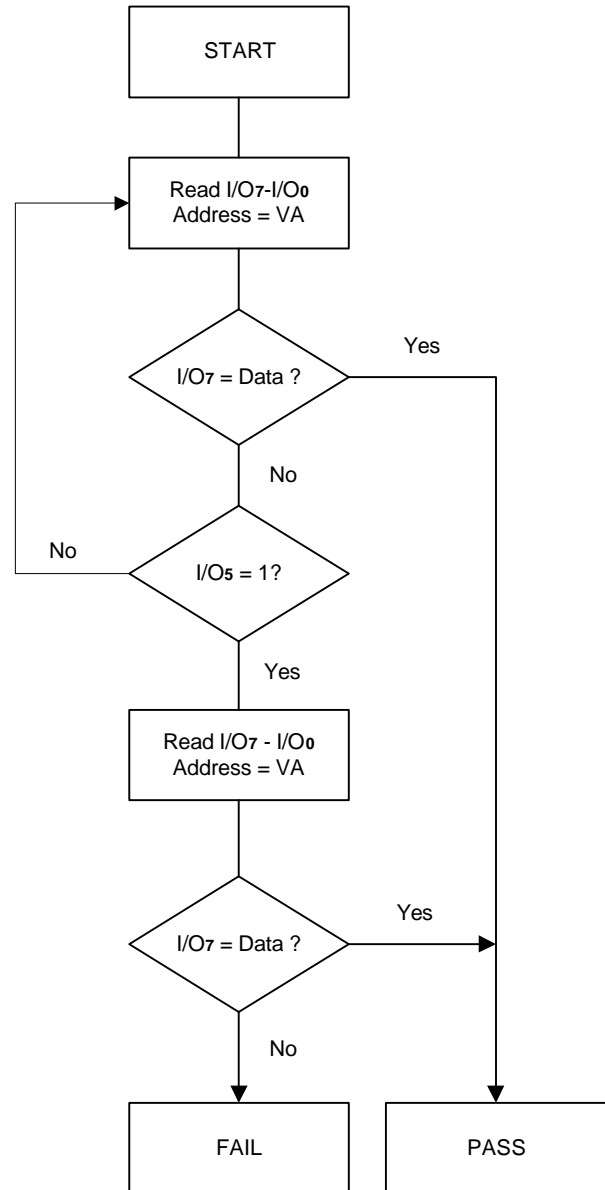 START
Read I/O7-I/O0
Address = VA
Yes
I/O7 = Data ?
No
No
I/O5 = 1?
Yes
Read I/O7 - I/O0
Address = VA
Yes
I/O7 = Data ?
No
FAIL
PASS